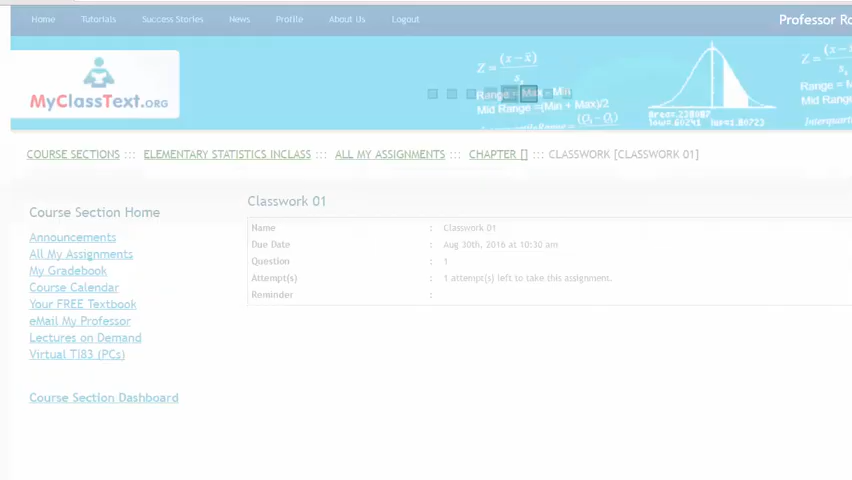 Home Tutorials Success Stories News Profile About Us Logout
Professor Ro
MyClassText.org
Range = Max - Min
Mid Range =(Min + Max)/2
COURSE SECTIONS ::: ELEMENTARY STATISTICS INCLASS ::: ALL MY ASSIGNMENTS ::: CHAPTER [] ::: CLASSWORK [CLASSWORK 01]
Course Section Home
Announcements
All My Assignments
My Gradebook
Course Calendar
Your FREE Textbook
eMail My Professor
Lectures on Demand
Virtual TI83 (PCs)
Course Section Dashboard
Classwork 01
Name : Classwork 01
Due Date : Aug 30th, 2016 at 10:30 am
Question : 1
Attempt(s) : 1 attempt(s) left to take this assignment.
Reminder :